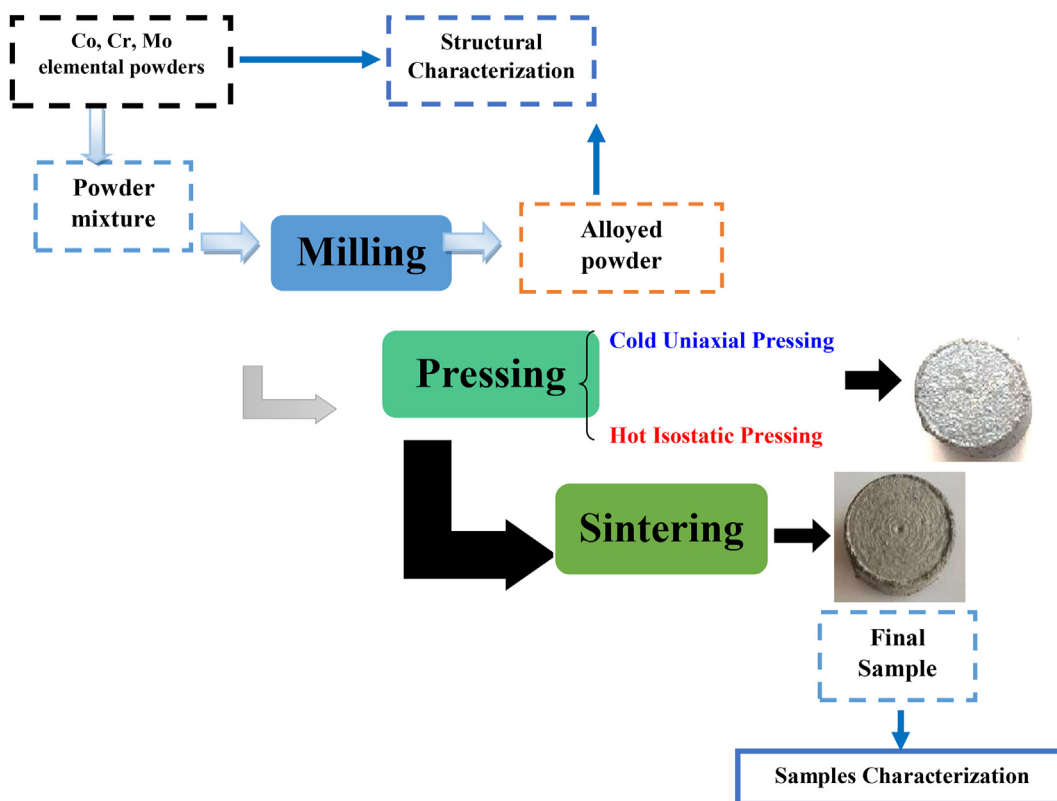 Co, Cr, Mo
elemental powders
Structural
Characterization
Powder
mixture
Milling
Alloyed
powder
Pressing
Cold Uniaxial Pressing
Hot Isostatic Pressing
Sintering
Final
Sample
Samples Characterization